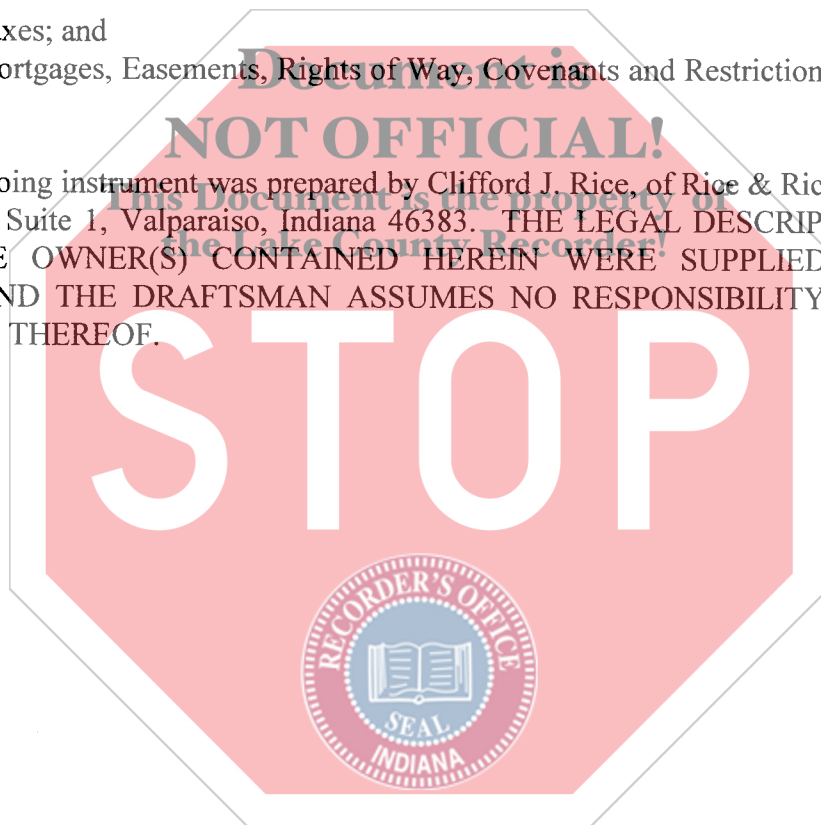 xes; and
ortgages, Easements, Rights of Way, Covenants and Restriction
Document is
NOT OFFICIAL!
oing instrument was prepared by Clifford J. Rice, of Rice & Ric
This Document is the property of
Suite 1, Valparaiso, Indiana 46383. THE LEGAL DESCRIP
the Lake County Recorder!
E OWNER(S) CONTAINED HEREIN WERE SUPPLIED
ND THE DRAFTSMAN ASSUMES NO RESPONSIBILITY
THEREOF.
STOP
RECORDER'S OFFICE
SEAL
INDIANA